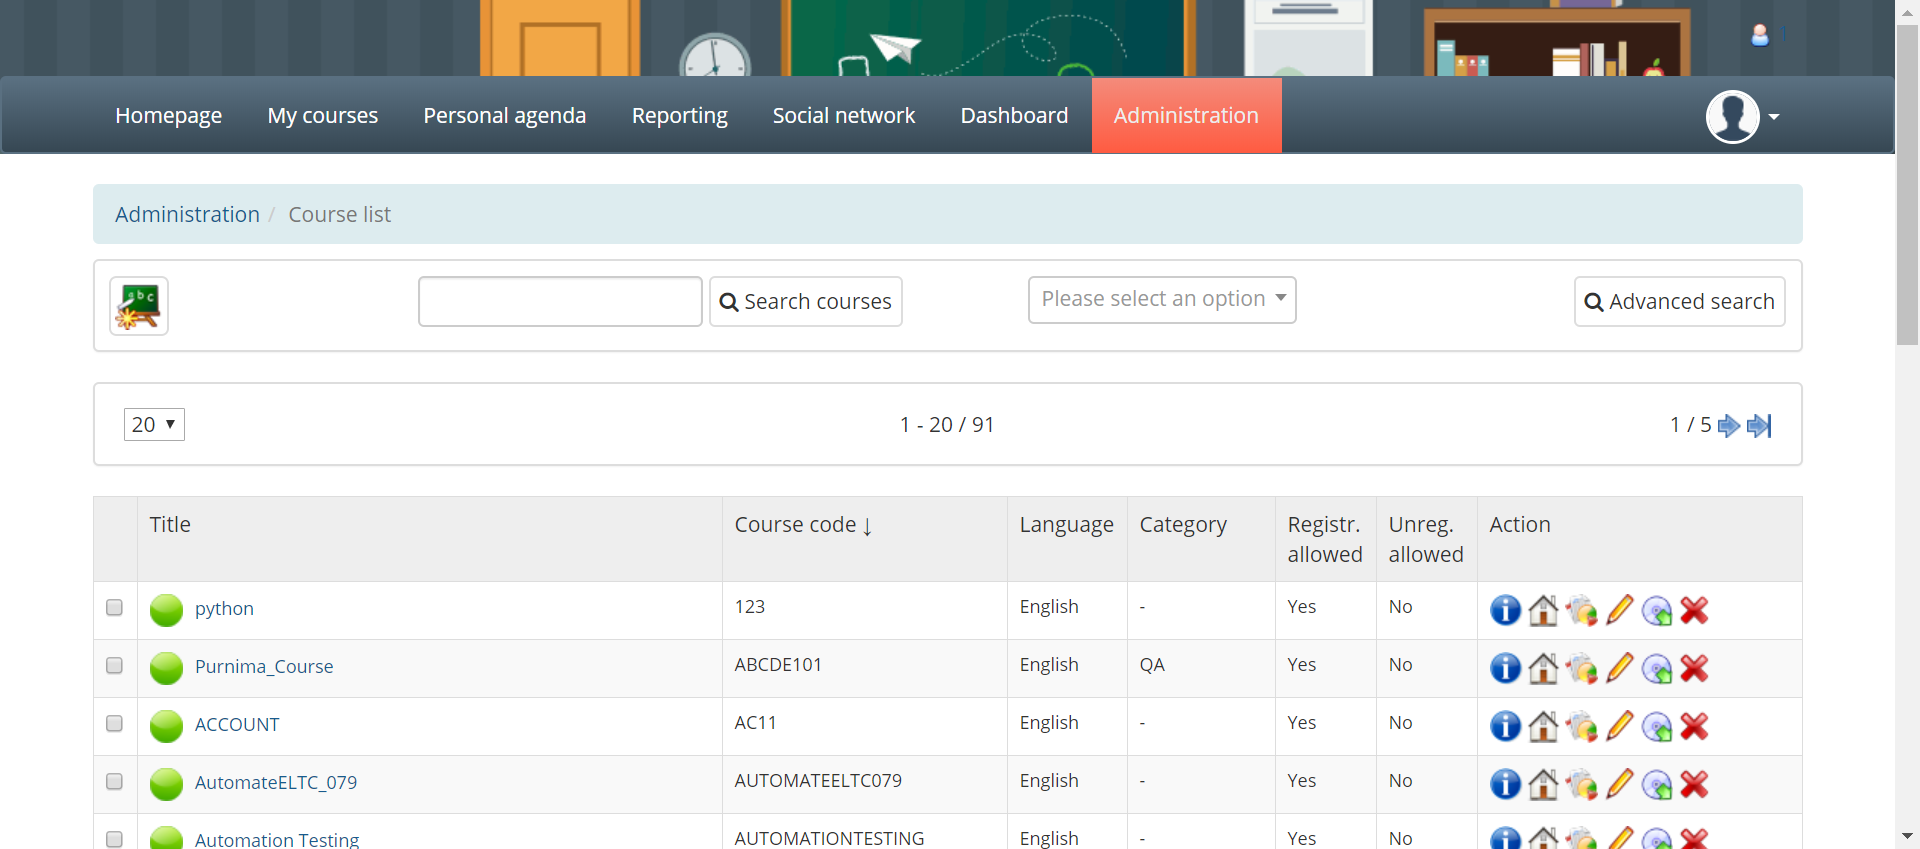 1
Homepage My courses Personal agenda Reporting Social network Dashboard Administration
Administration / Course list
abc Search courses Please select an option Advanced search
20 1 - 20 / 91 1 / 5
Title Course code ↓ Language Category Registr. allowed Unreg. allowed Action
python 123 English - Yes No
Purnima_Course ABCDE101 English QA Yes No
ACCOUNT AC11 English - Yes No
AutomateELTC_079 AUTOMATEELTC079 English - Yes No
Automation Testing AUTOMATIONTESTING English - Yes No